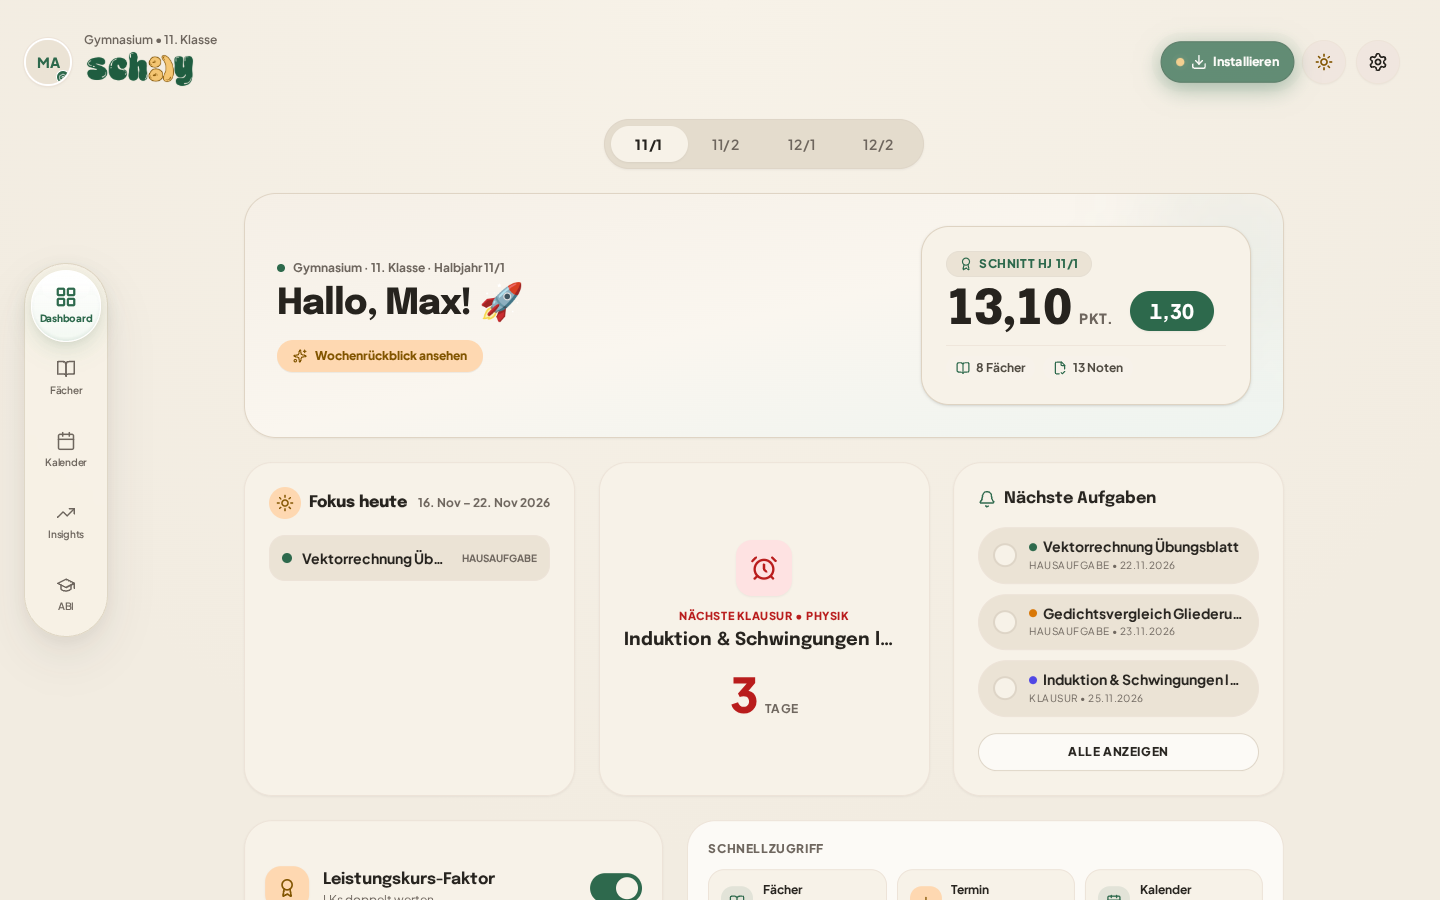 Gymnasium • 11. Klasse
MA
schooly
Installieren
11/1
11/2
12/1
12/2
Gymnasium · 11. Klasse · Halbjahr 11/1
Hallo, Max! 🚀
Wochenrückblick ansehen
SCHNITT HJ 11/1
13,10 PKT. 1,30
8 Fächer
13 Noten
Dashboard
Fächer
Kalender
Insights
ABI
Fokus heute
16. Nov – 22. Nov 2026
Vektorrechnung Üb...
HAUSAUFGABE
NÄCHSTE KLAUSUR • PHYSIK
Induktion & Schwingungen I...
3 TAGE
Nächste Aufgaben
Vektorrechnung Übungsblatt
HAUSAUFGABE • 22.11.2026
Gedichtsvergleich Gliederu...
HAUSAUFGABE • 23.11.2026
Induktion & Schwingungen I...
KLAUSUR • 25.11.2026
ALLE ANZEIGEN
Leistungskurs-Faktor
LKs doppelt werten
SCHNELLZUGRIFF
Fächer
Termin
Kalender